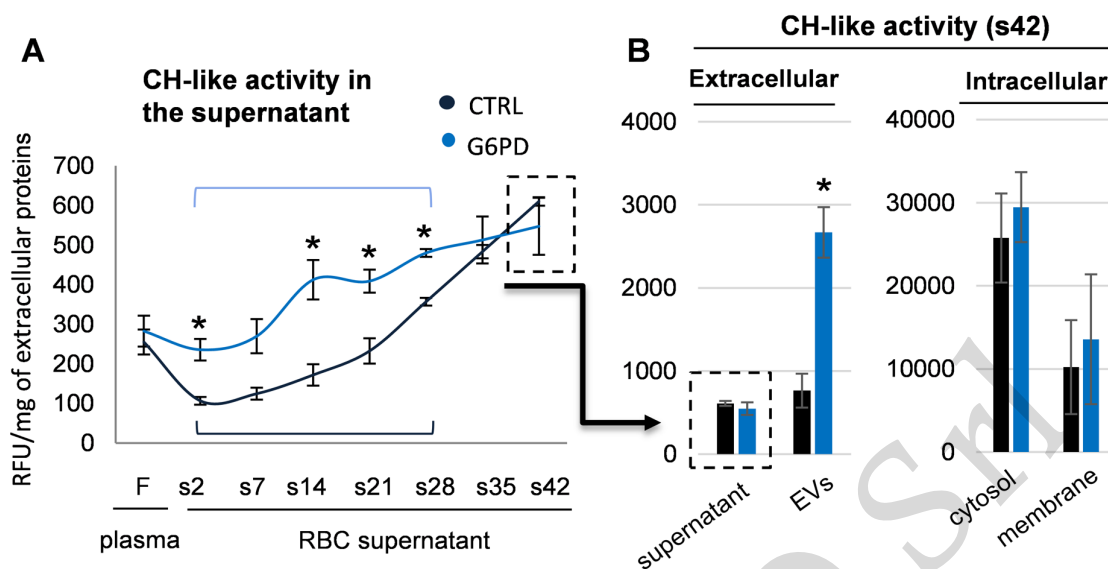 A
CH-like activity in
the supernatant
CTRL
G6PD
RFU/mg of extracellular proteins
700
600
500
400
300
200
100
0
*
*
*
*
F s2 s7 s14 s21 s28 s35 s42
plasma RBC supernatant
B
CH-like activity (s42)
Extracellular Intracellular
4000
3000
2000
1000
0
*
supernatant
EVs
40000
30000
20000
10000
0
cytosol
membrane
Srl